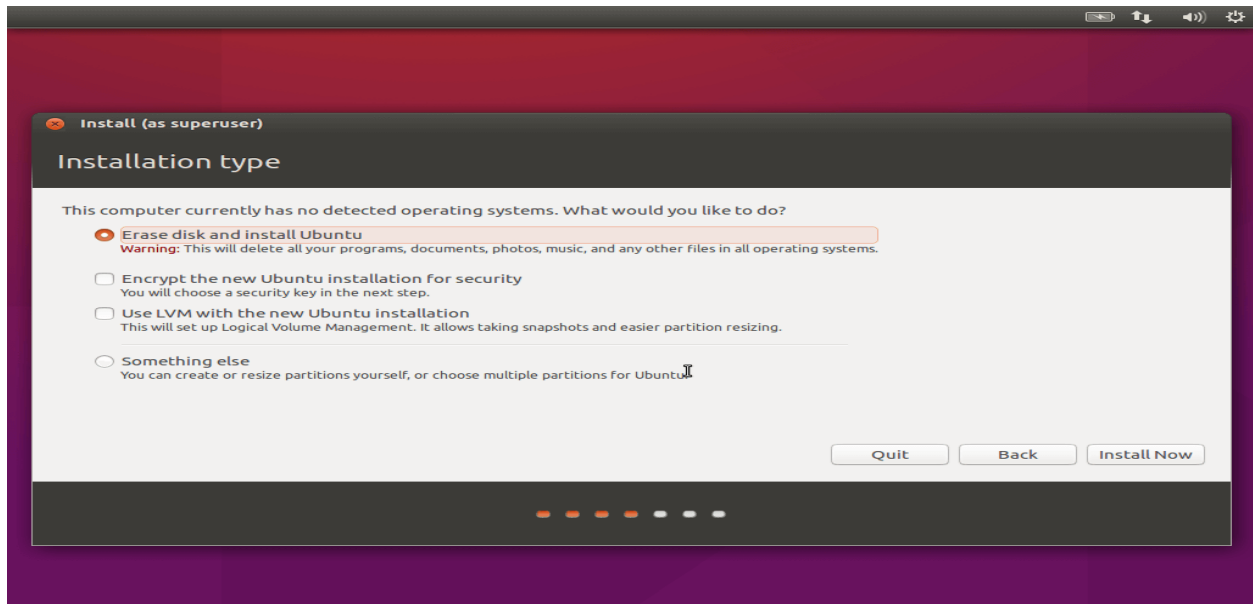 Install (as superuser)
Installation type
This computer currently has no detected operating systems. What would you like to do?
Erase disk and install Ubuntu
Warning: This will delete all your programs, documents, photos, music, and any other files in all operating systems.
Encrypt the new Ubuntu installation for security
You will choose a security key in the next step.
Use LVM with the new Ubuntu installation
This will set up Logical Volume Management. It allows taking snapshots and easier partition resizing.
Something else
You can create or resize partitions yourself, or choose multiple partitions for Ubuntu.
Quit Back Install Now